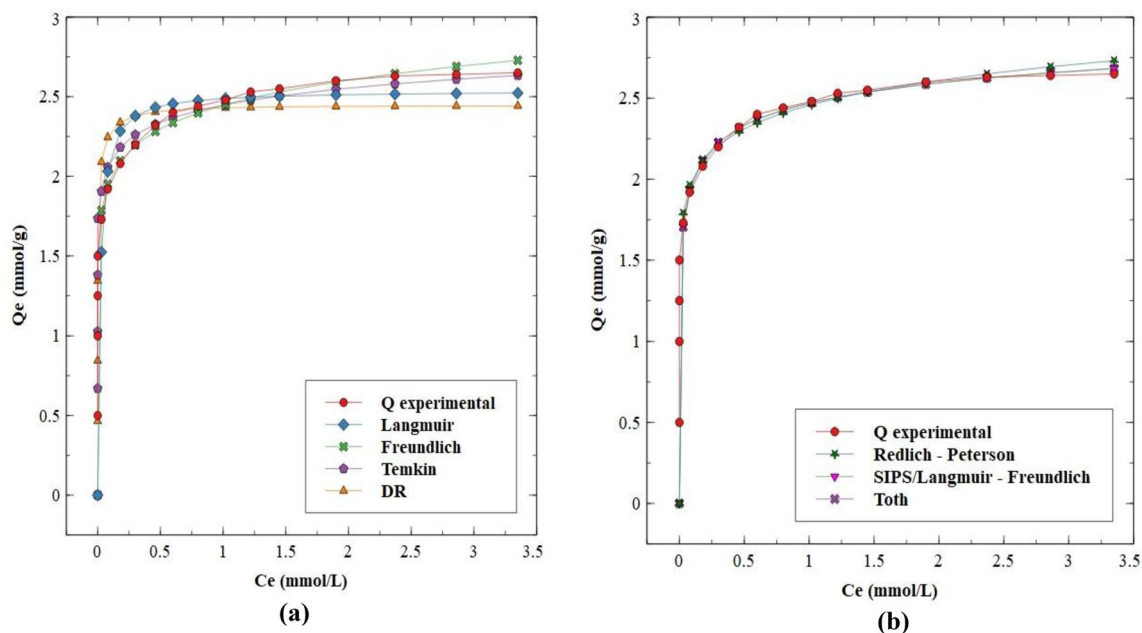 3
2.5
2
1.5
1
0.5
0
Qe (mmol/g)
0 0.5 1 1.5 2 2.5 3 3.5
Ce (mmol/L)
Q experimental
Langmuir
Freundlich
Temkin
DR
(a)
3
2.5
2
1.5
1
0.5
0
Qe (mmol/g)
0 0.5 1 1.5 2 2.5 3 3.5
Ce (mmol/L)
Q experimental
Redlich - Peterson
SIPS/Langmuir - Freundlich
Toth
(b)